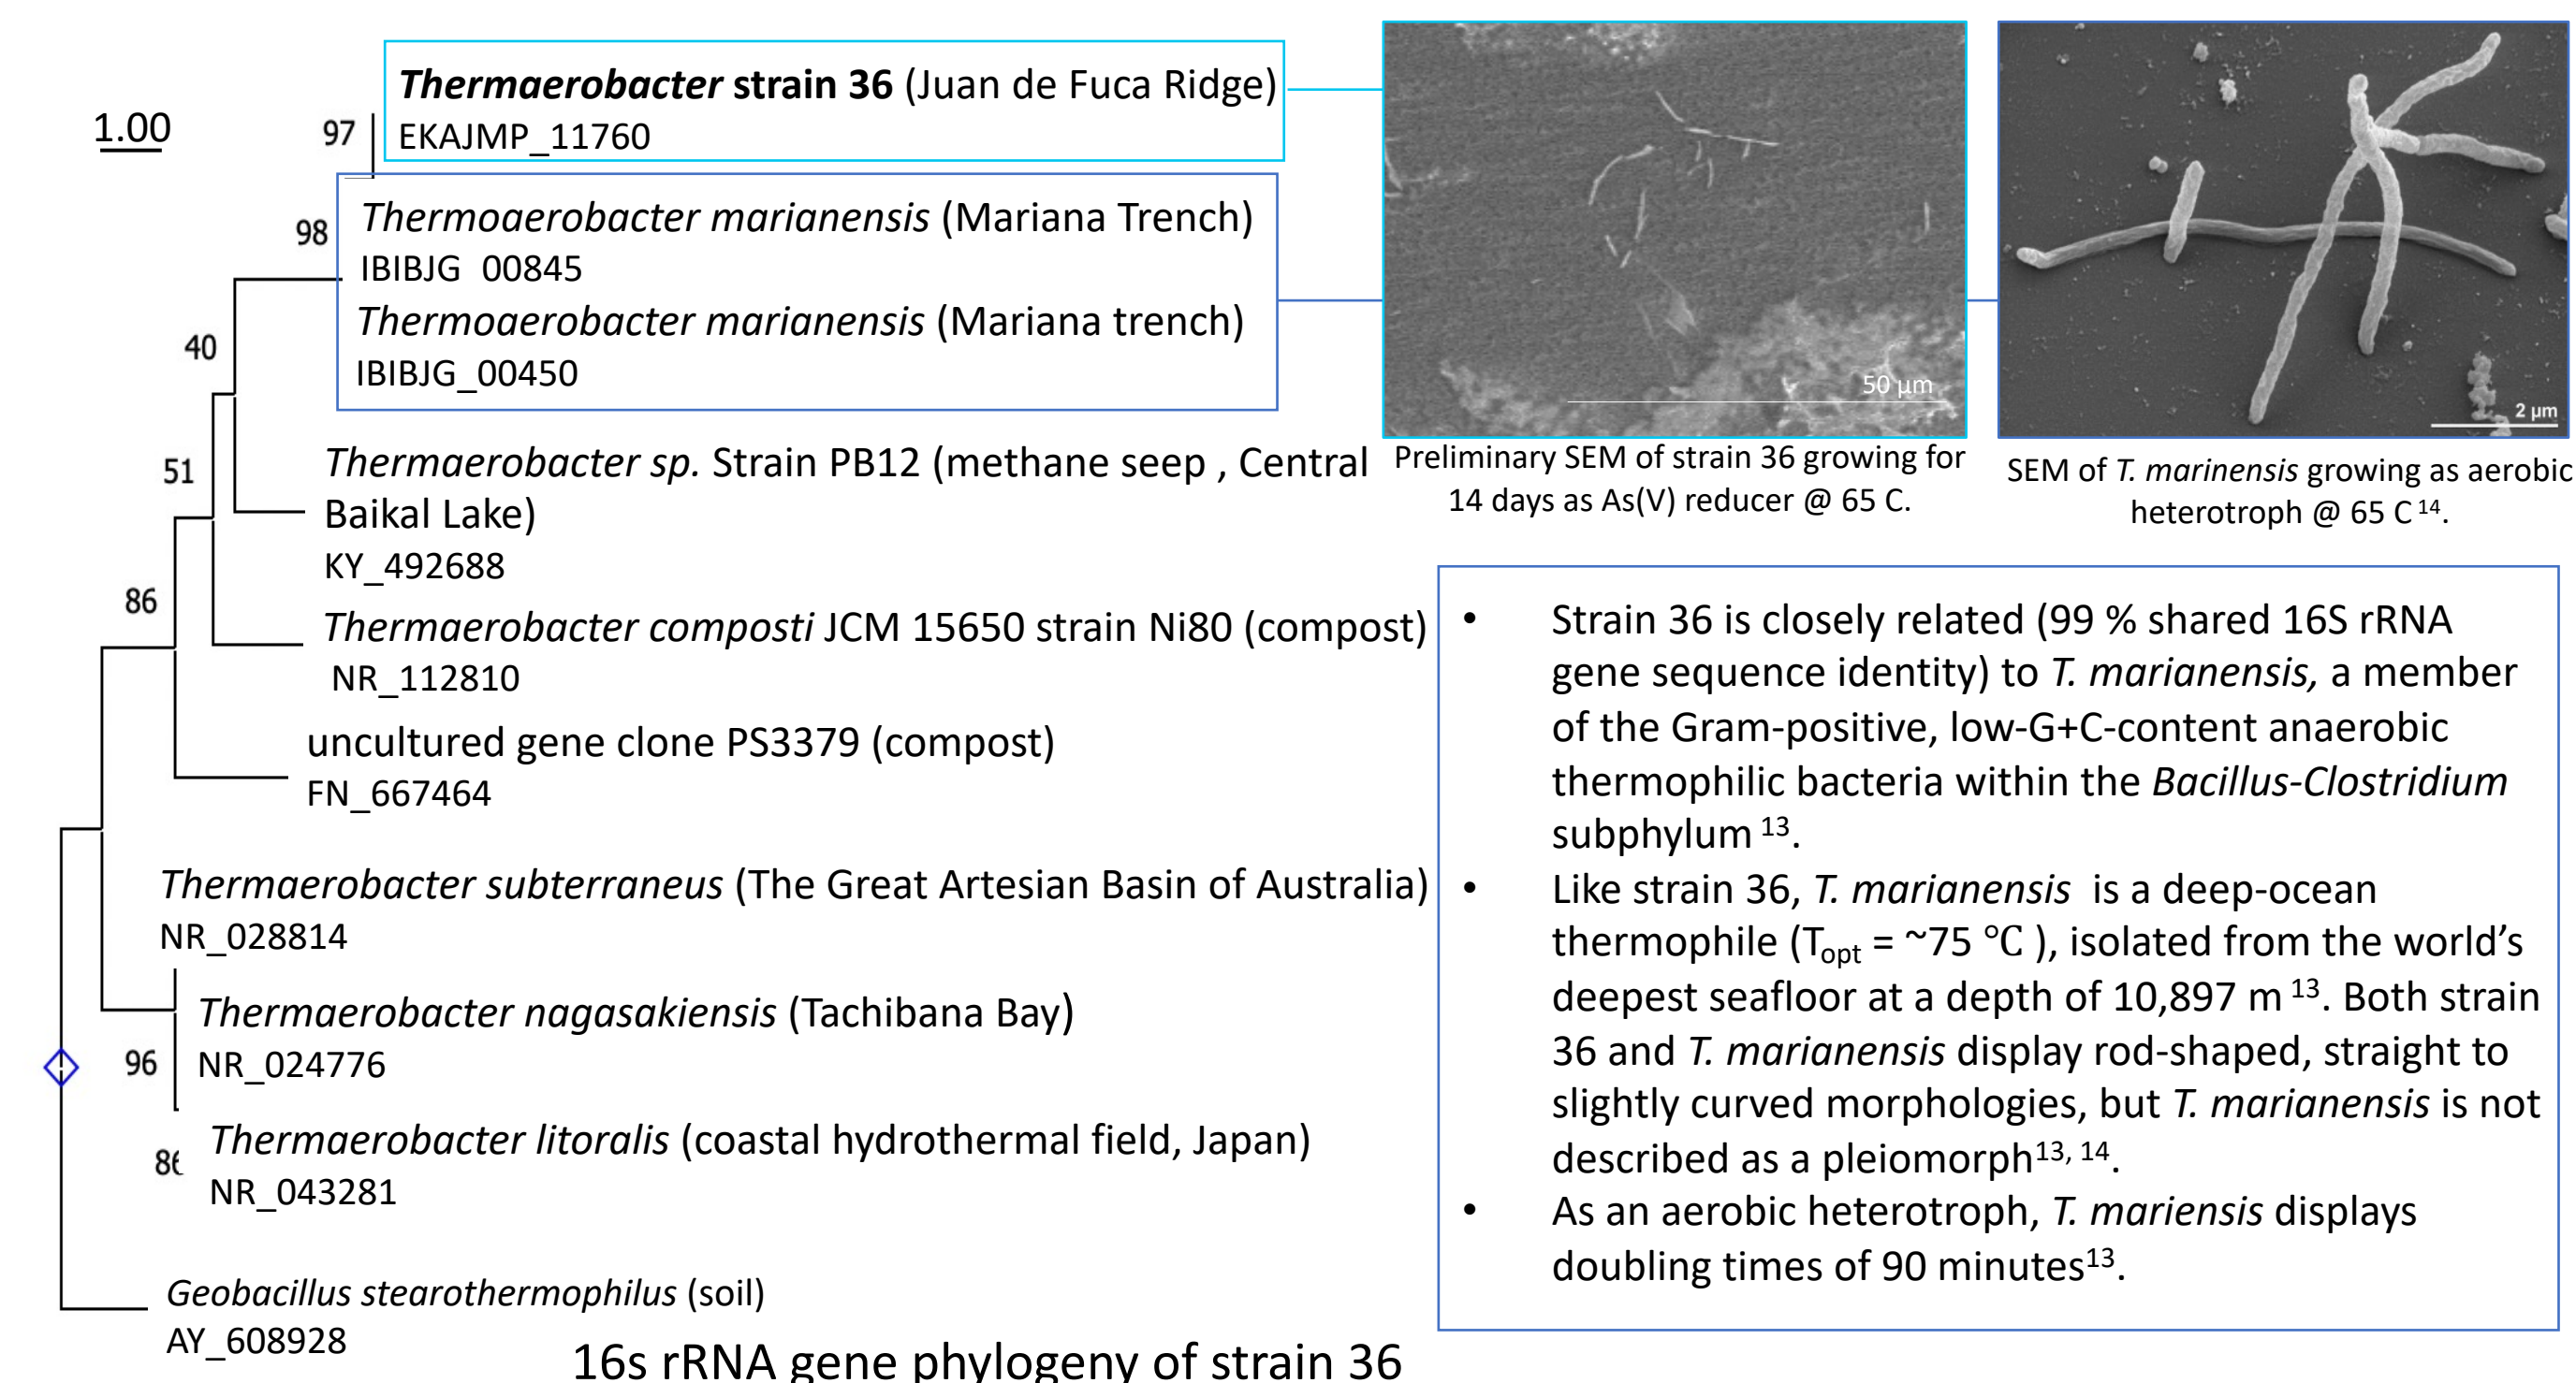 Thermaerobacter strain 36 (Juan de Fuca Ridge)
EKAJMP_11760
1.00
97
98
Thermoaerobacter marianensis (Mariana Trench)
IBIBJG 00845
Thermoaerobacter marianensis (Mariana trench)
IBIBJG_00450
40
51
Thermaerobacter sp. Strain PB12 (methane seep , Central
Baikal Lake)
KY_492688
86
Thermaerobacter composti JCM 15650 strain Ni80 (compost)
NR_112810
uncultured gene clone PS3379 (compost)
FN_667464
Thermaerobacter subterraneus (The Great Artesian Basin of Australia)
NR_028814
Thermaerobacter nagasakiensis (Tachibana Bay)
NR_024776
96
Thermaerobacter litoralis (coastal hydrothermal field, Japan)
NR_043281
Geobacillus stearothermophilus (soil)
AY_608928
16s rRNA gene phylogeny of strain 36
50 µm
Preliminary SEM of strain 36 growing for
14 days as As(V) reducer @ 65 C.
2 µm
SEM of T. marinensis growing as aerobic
heterotroph @ 65 C 14.
• Strain 36 is closely related (99 % shared 16S rRNA
gene sequence identity) to T. marianensis, a member
of the Gram-positive, low-G+C-content anaerobic
thermophilic bacteria within the Bacillus-Clostridium
subphylum 13.
• Like strain 36, T. marianensis is a deep-ocean
thermophile (Topt = ~75 °C ), isolated from the world's
deepest seafloor at a depth of 10,897 m 13. Both strain
36 and T. marianensis display rod-shaped, straight to
slightly curved morphologies, but T. marianensis is not
described as a pleiomorph13, 14.
• As an aerobic heterotroph, T. mariensis displays
doubling times of 90 minutes13.